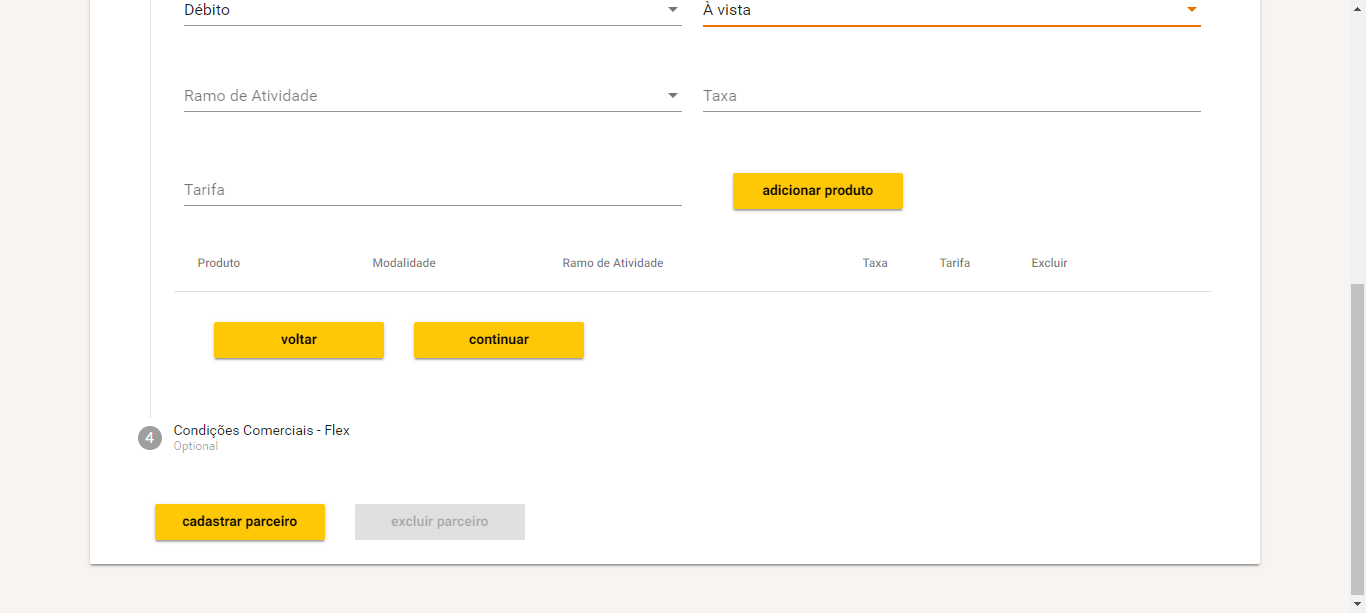 Débito À vista
Ramo de Atividade Taxa
Tarifa adicionar produto
Produto Modalidade Ramo de Atividade Taxa Tarifa Excluir
voltar continuar
4 Condições Comerciais - Flex
Optional
cadastrar parceiro excluir parceiro